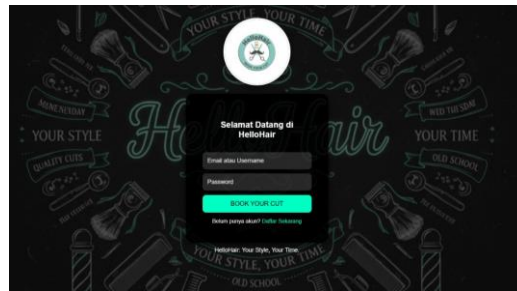 YOUR STYLE, YOUR TIME
HelloHair
Selamat Datang di
HelloHair
HelloHair
YOUR STYLE
YOUR TIME
QUALITY CUTS
OLD SCHOOL
Email atau Username
Password
BOOK YOUR CUT
Belum punya akun? Daftar Sekarang
HelloHair: Your Style, Your Time
YOUR STYLE, YOUR TIME
OLD SCHOOL